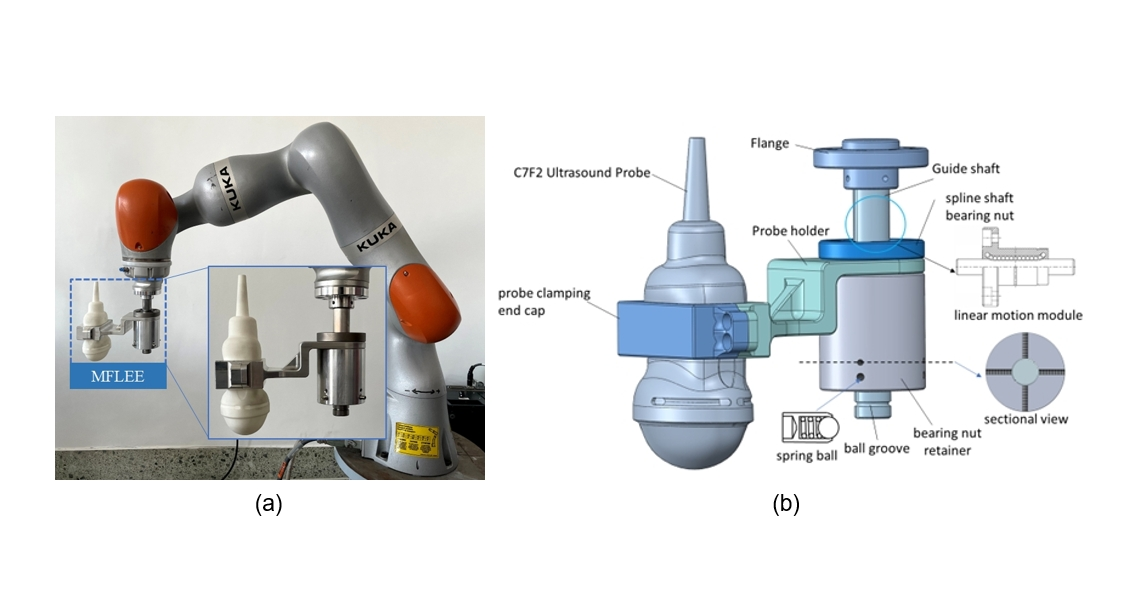 KUKA
KUKA
MFLEE
(a)
Flange
C7F2 Ultrasound Probe
Guide shaft
spline shaft
bearing nut
Probe holder
probe clamping
end cap
linear motion module
sectional view
spring ball
ball groove
bearing nut
retainer
(b)